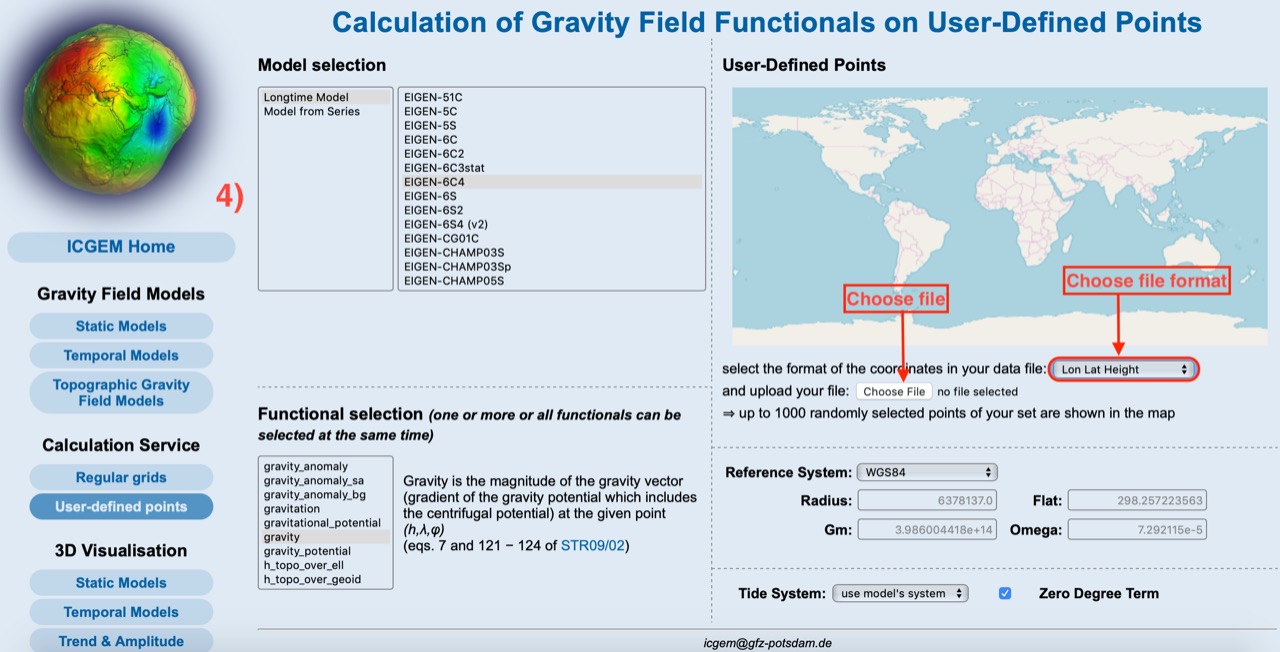 Calculation of Gravity Field Functionals on User-Defined Points
4)
ICGEM Home
Gravity Field Models
Static Models
Temporal Models
Topographic Gravity
Field Models
Calculation Service
Regular grids
User-defined points
3D Visualisation
Static Models
Temporal Models
Trend & Amplitude
Model selection
Longtime Model
Model from Series
EIGEN-51C
EIGEN-5C
EIGEN-5S
EIGEN-6C
EIGEN-6C2
EIGEN-6C3stat
EIGEN-6C4
EIGEN-6S
EIGEN-6S2
EIGEN-6S4 (v2)
EIGEN-CG01C
EIGEN-CHAMP03S
EIGEN-CHAMP03Sp
EIGEN-CHAMP05S
Functional selection (one or more or all functionals can be
selected at the same time)
gravity_anomaly
gravity_anomaly_sa
gravity_anomaly_bg
gravitation
gravitational_potential
gravity
gravity_potential
h_topo_over_ell
h_topo_over_geoid
Gravity is the magnitude of the gravity vector
(gradient of the gravity potential which includes
the centrifugal potential) at the given point
(h,λ,φ)
(eqs. 7 and 121 − 124 of STR09/02)
User-Defined Points
Choose file
Choose file format
select the format of the coordinates in your data file: Lon Lat Height
and upload your file: Choose File no file selected
⇒ up to 1000 randomly selected points of your set are shown in the map
Reference System: WGS84
Radius: 6378137.0 Flat: 298.257223563
Gm: 3.986004418e+14 Omega: 7.292115e-5
Tide System: use model's system Zero Degree Term
icgem@gfz-potsdam.de